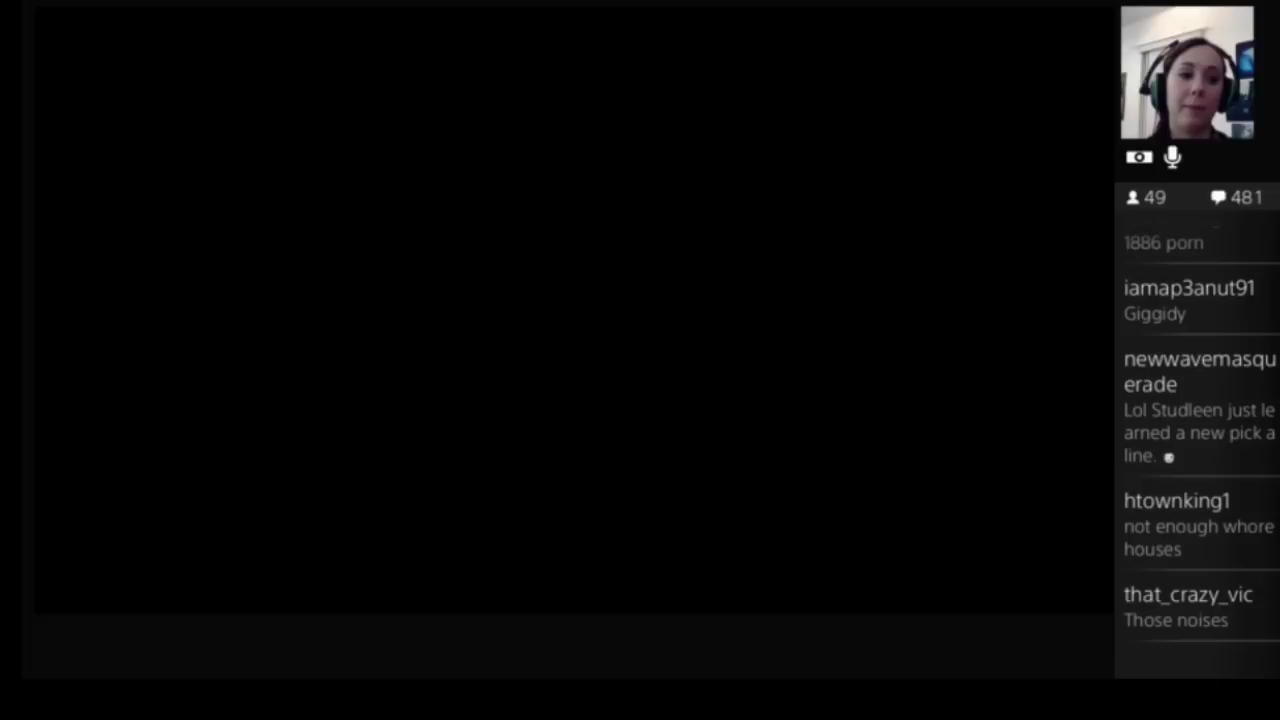 49 481
1886 porn
iamap3anut91
Giggidy
newwavemasqu
erade
Lol Studleen just le
arned a new pick a
line.
htownking1
not enough whore
houses
that_crazy_vic
Those noises